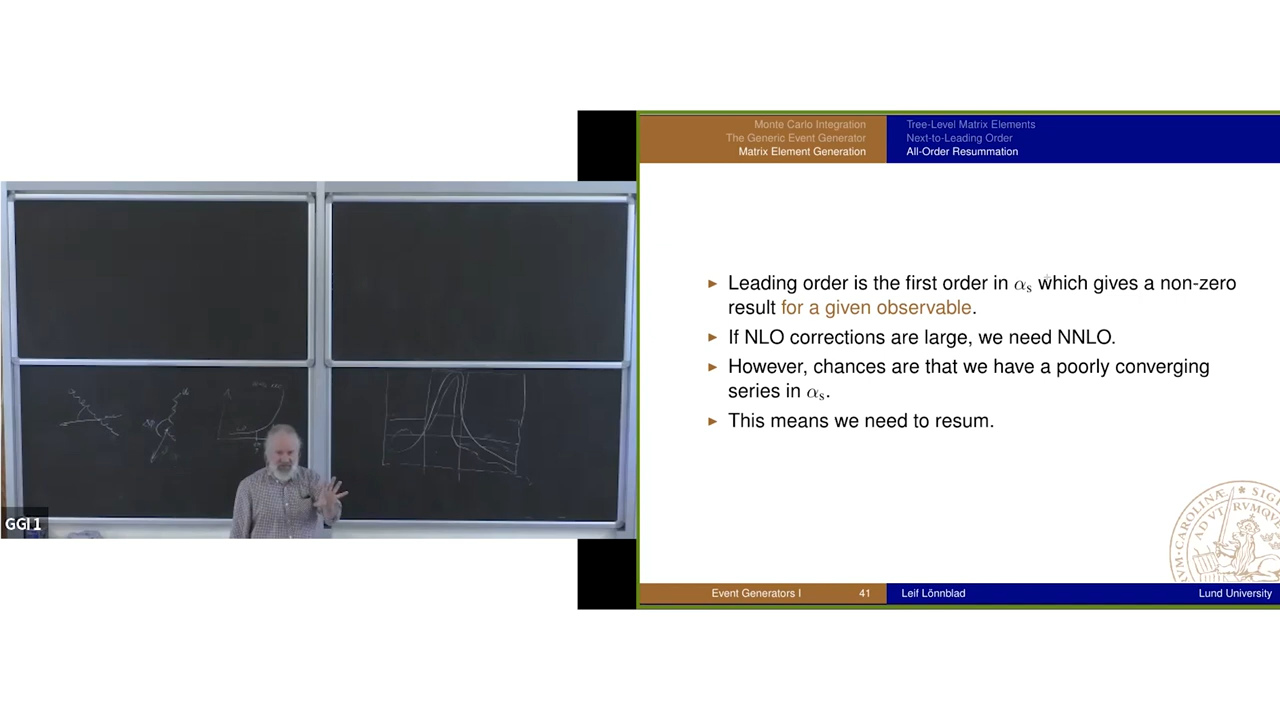 Monte Carlo Integration
The Generic Event Generator
Matrix Element Generation
Tree-Level Matrix Elements
Next-to-Leading Order
All-Order Resummation
▶ Leading order is the first order in αs which gives a non-zero
result for a given observable.
▶ If NLO corrections are large, we need NNLO.
▶ However, chances are that we have a poorly converging
series in αs.
▶ This means we need to resum.
Event Generators I 41 Leif Lönnblad Lund University
GGI 1